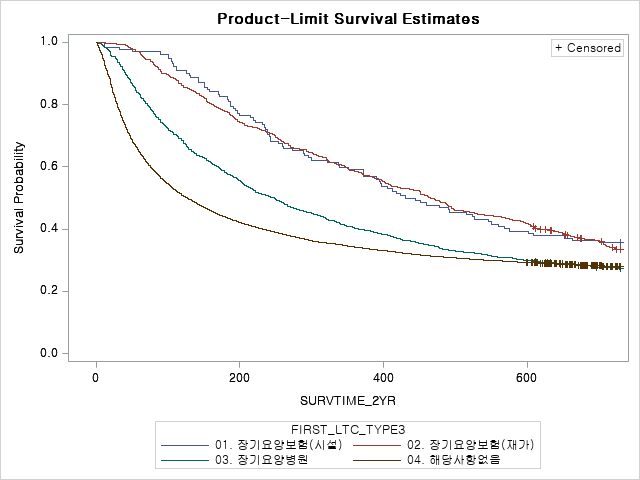 Product-Limit Survival Estimates
+ Censored
1.0
0.8
0.6
0.4
0.2
0.0
Survival Probability
0 200 400 600
SURVTIME_2YR
FIRST_LTC_TYPE3
01. 장기요양보험(시설) 02. 장기요양보험(재가)
03. 장기요양병원 04. 해당사항없음